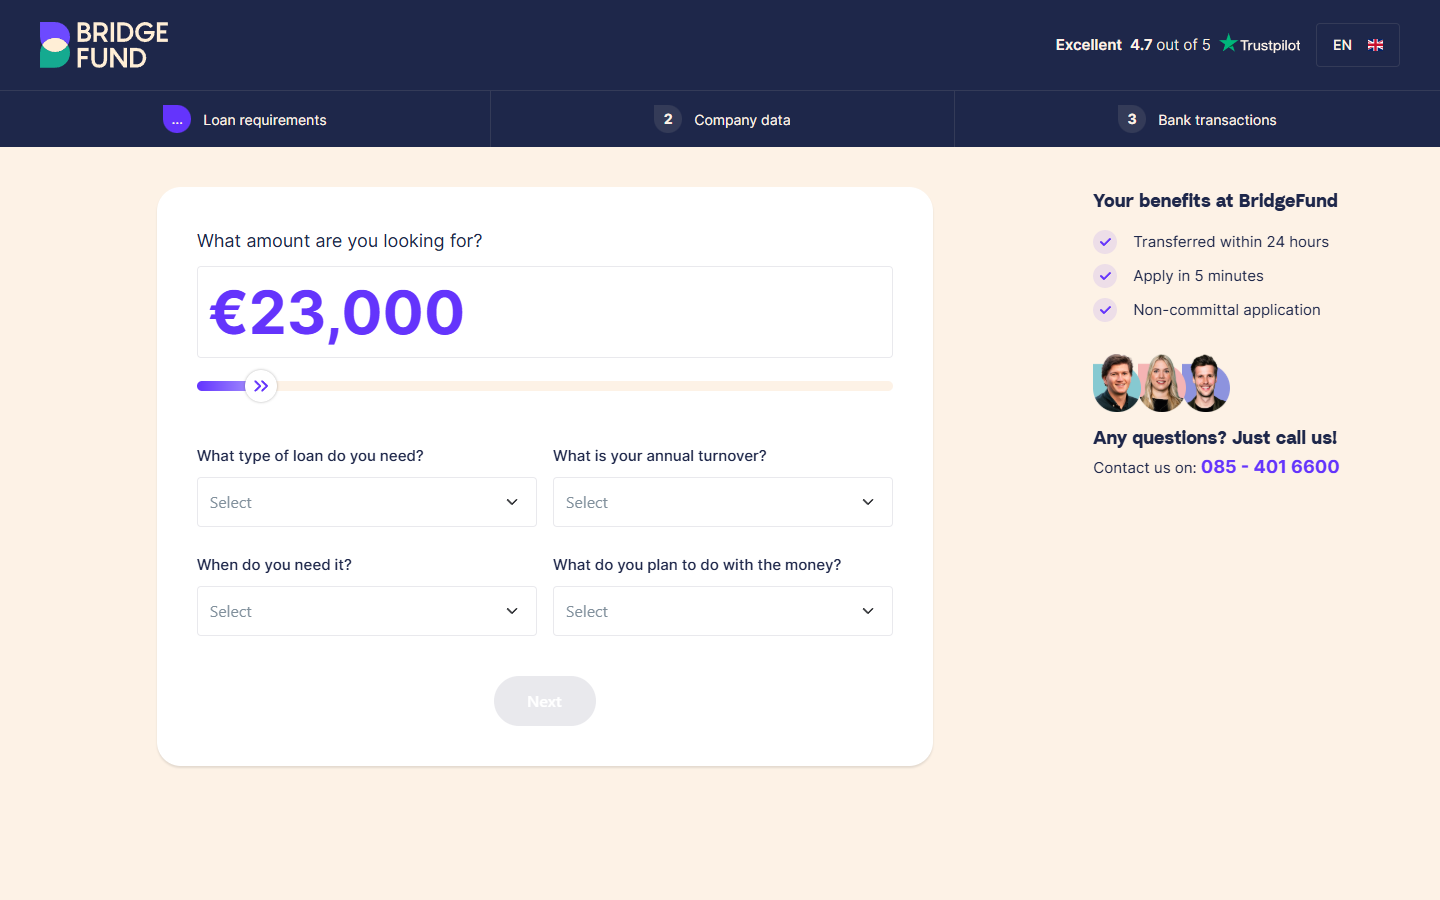 BRIDGE
FUND
Excellent 4.7 out of 5 Trustpilot
EN
... Loan requirements
2 Company data
3 Bank transactions
What amount are you looking for?
€23,000
What type of loan do you need?
Select
What is your annual turnover?
Select
When do you need it?
Select
What do you plan to do with the money?
Select
Next
Your benefits at BridgeFund
Transferred within 24 hours
Apply in 5 minutes
Non-committal application
Any questions? Just call us!
Contact us on: 085 - 401 6600